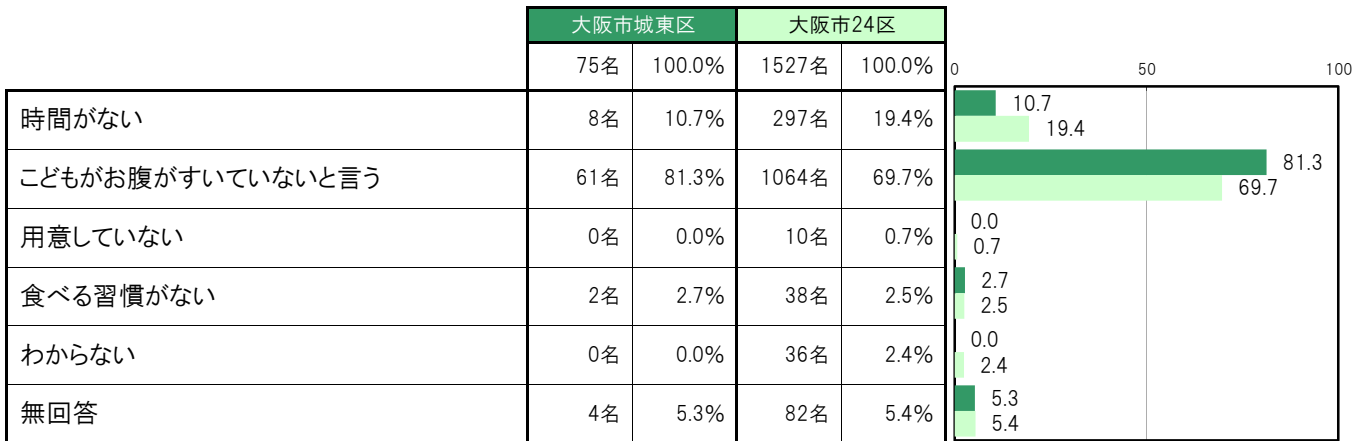 大阪市城東区 大阪市24区
75名 100.0% 1527名 100.0%
0 50 100
時間がない 8名 10.7% 297名 19.4% 10.7
19.4
こどもがお腹がすいていないと言う 61名 81.3% 1064名 69.7% 81.3
69.7
用意していない 0名 0.0% 10名 0.7% 0.0
0.7
食べる習慣がない 2名 2.7% 38名 2.5% 2.7
2.5
わからない 0名 0.0% 36名 2.4% 0.0
2.4
無回答 4名 5.3% 82名 5.4% 5.3
5.4